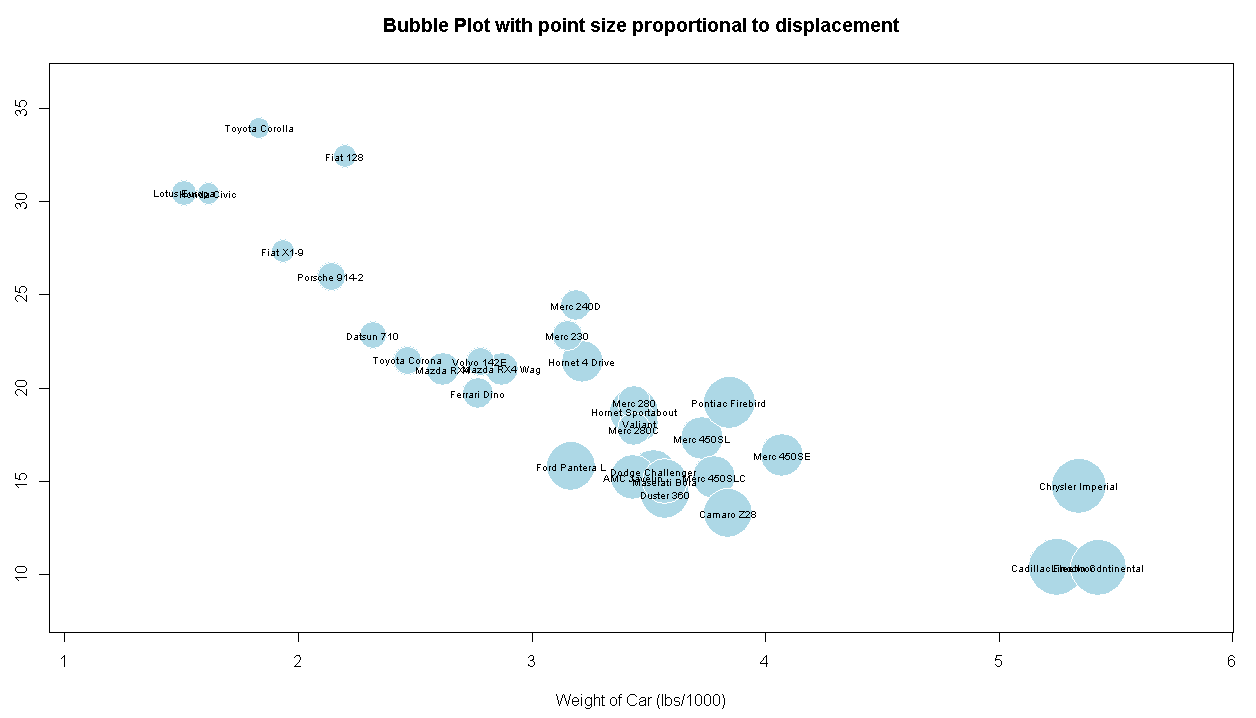 Bubble Plot with point size proportional to displacement
35
30
25
20
15
10
Toyota Corolla
Fiat 128
Lotus Europa
Honda Civic
Fiat X1-9
Porsche 914-2
Merc 240D
Datsun 710
Merc 230
Toyota Corona
Volvo 142E
Hornet 4 Drive
Mazda RX4
Mazda RX4 Wag
Ferrari Dino
Merc 280
Pontiac Firebird
Hornet Sportabout
Valiant
Merc 280C
Merc 450SL
Merc 450SE
Ford Pantera L
Dodge Challenger
AMC Javelin
Merc 450SLC
Maserati Bora
Chrysler Imperial
Duster 360
Camaro Z28
Cadillac Fleetwood
Lincoln Continental
1 2 3 4 5 6
Weight of Car (lbs/1000)